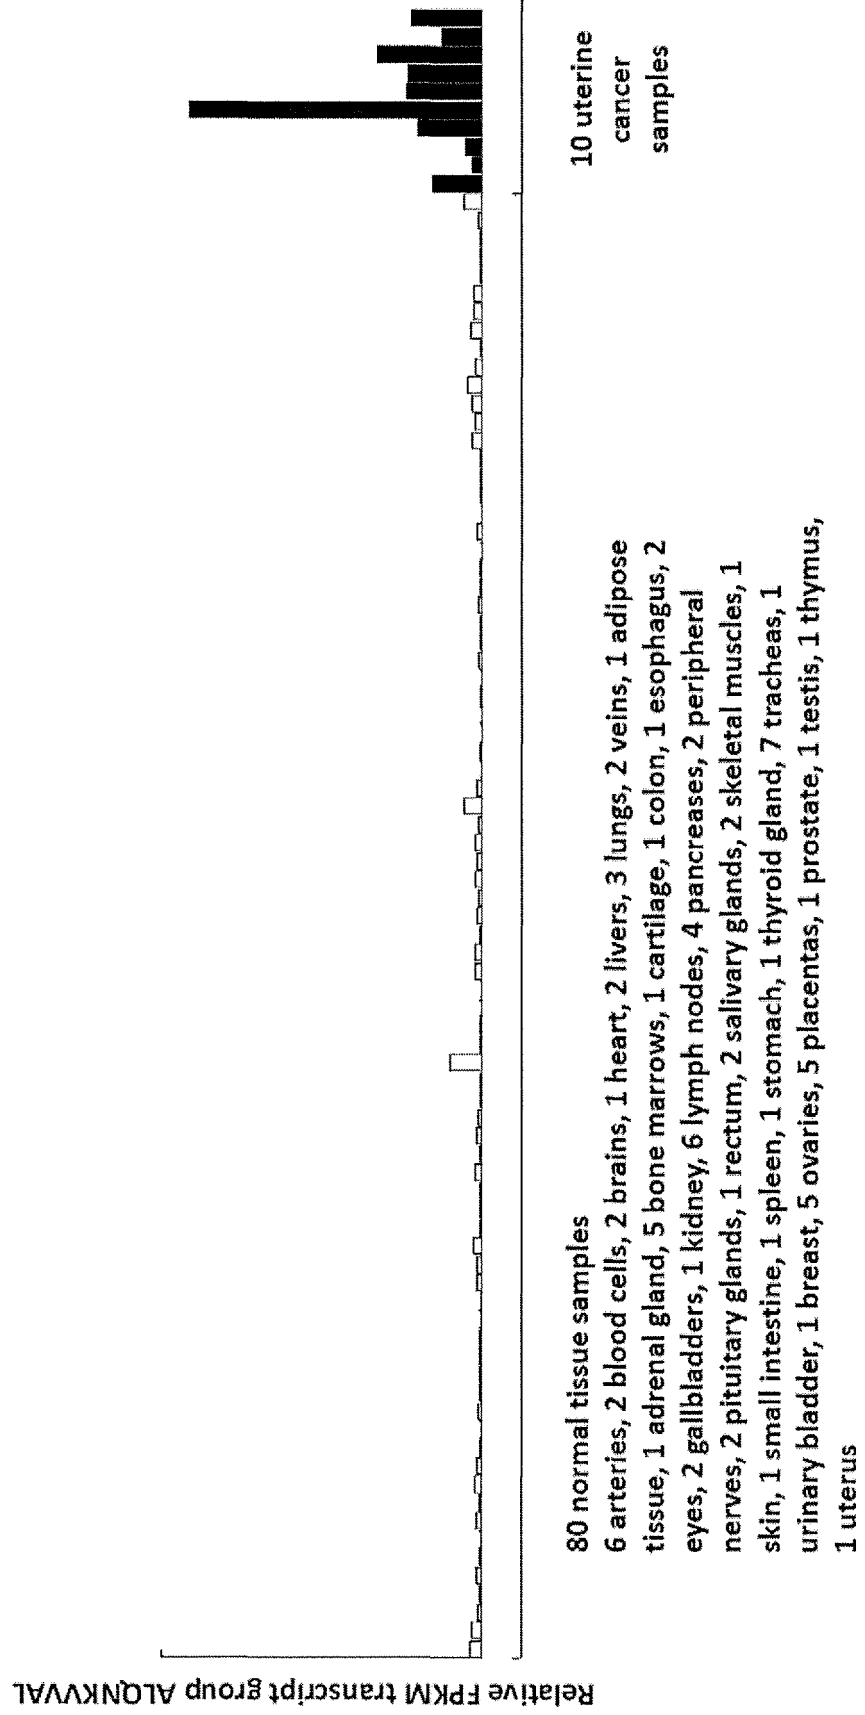 Relative FPKM transcript group ALQNKVVAL
80 normal tissue samples
6 arteries, 2 blood cells, 2 brains, 1 heart, 2 livers, 3 lungs, 2 veins, 1 adipose
tissue, 1 adrenal gland, 5 bone marrows, 1 cartilage, 1 colon, 1 esophagus, 2
eyes, 2 gallbladders, 1 kidney, 6 lymph nodes, 4 pancreases, 2 peripheral
nerves, 2 pituitary glands, 1 rectum, 2 salivary glands, 2 skeletal muscles, 1
skin, 1 small intestine, 1 spleen, 1 stomach, 1 thyroid gland, 7 tracheas, 1
urinary bladder, 1 breast, 5 ovaries, 5 placentas, 1 prostate, 1 testis, 1 thymus,
1 uterus
10 uterine
cancer
samples